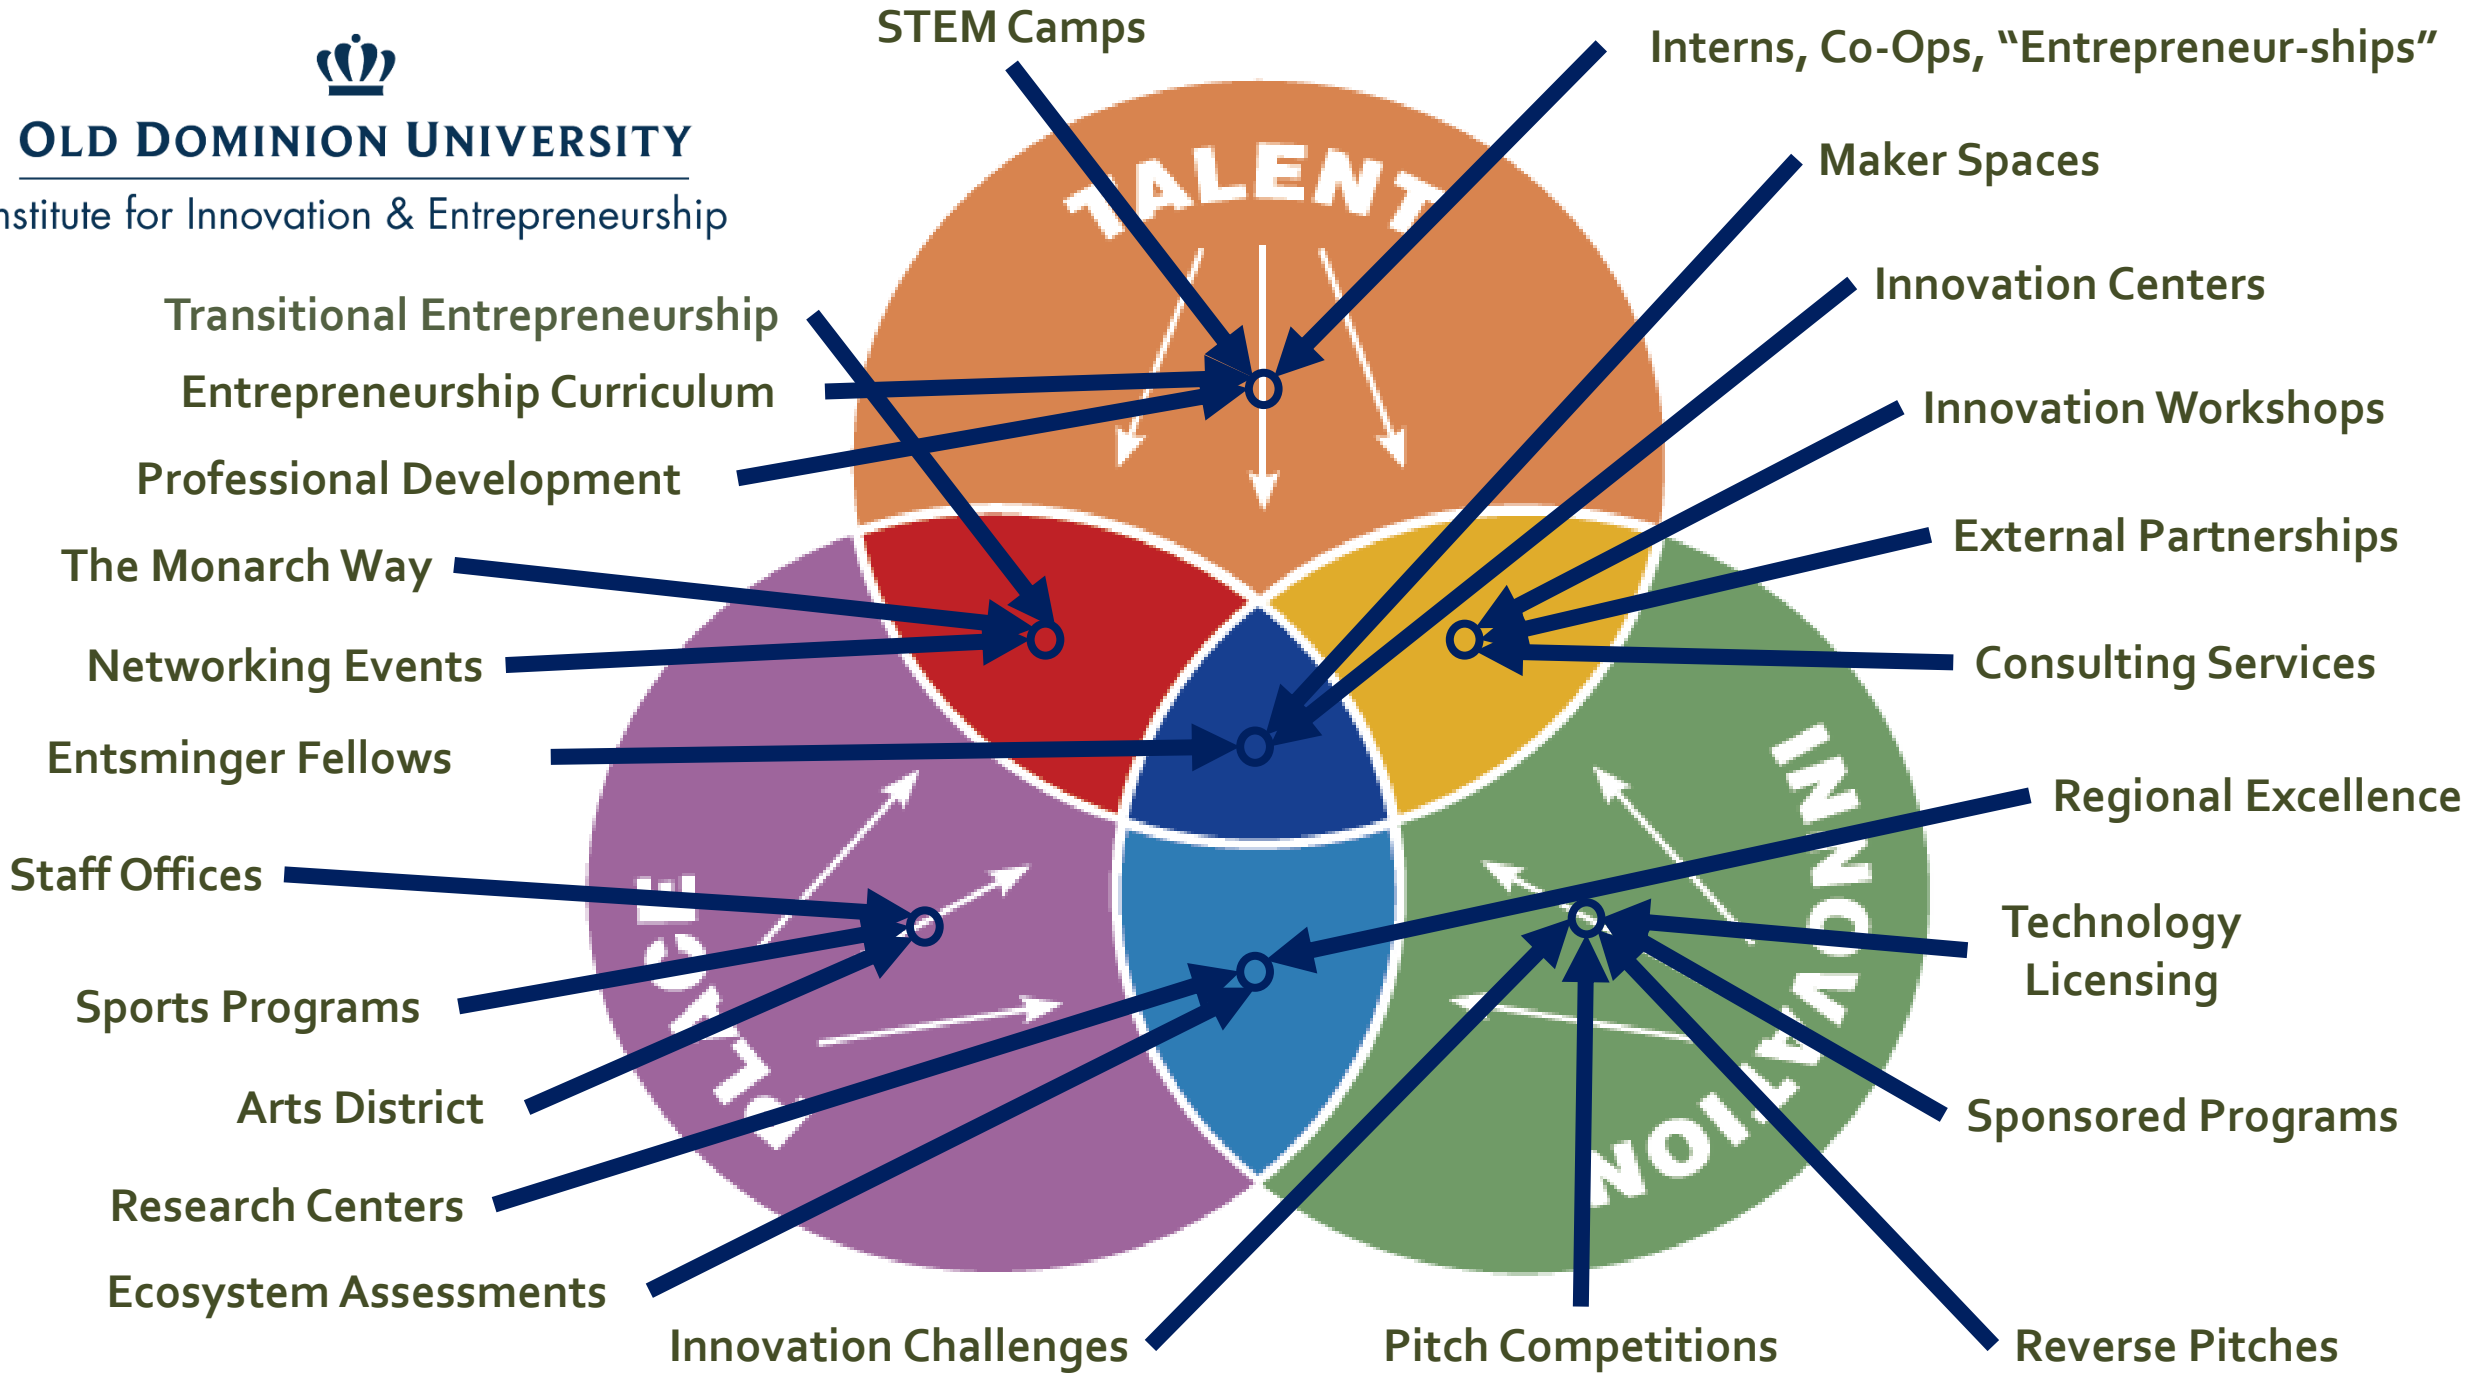 STEM Camps
Interns, Co-Ops, “Entrepreneur-ships”
OLD DOMINION UNIVERSITY
nstitute for Innovation & Entrepreneurship
TALENT
Maker Spaces
Transitional Entrepreneurship
Innovation Centers
Entrepreneurship Curriculum
Innovation Workshops
Professional Development
External Partnerships
The Monarch Way
Networking Events
Consulting Services
Entsminger Fellows
Regional Excellence
Staff Offices
PLACE
INNOVATION
Technology
Licensing
Sports Programs
Arts District
Sponsored Programs
Research Centers
Ecosystem Assessments
Innovation Challenges
Pitch Competitions
Reverse Pitches